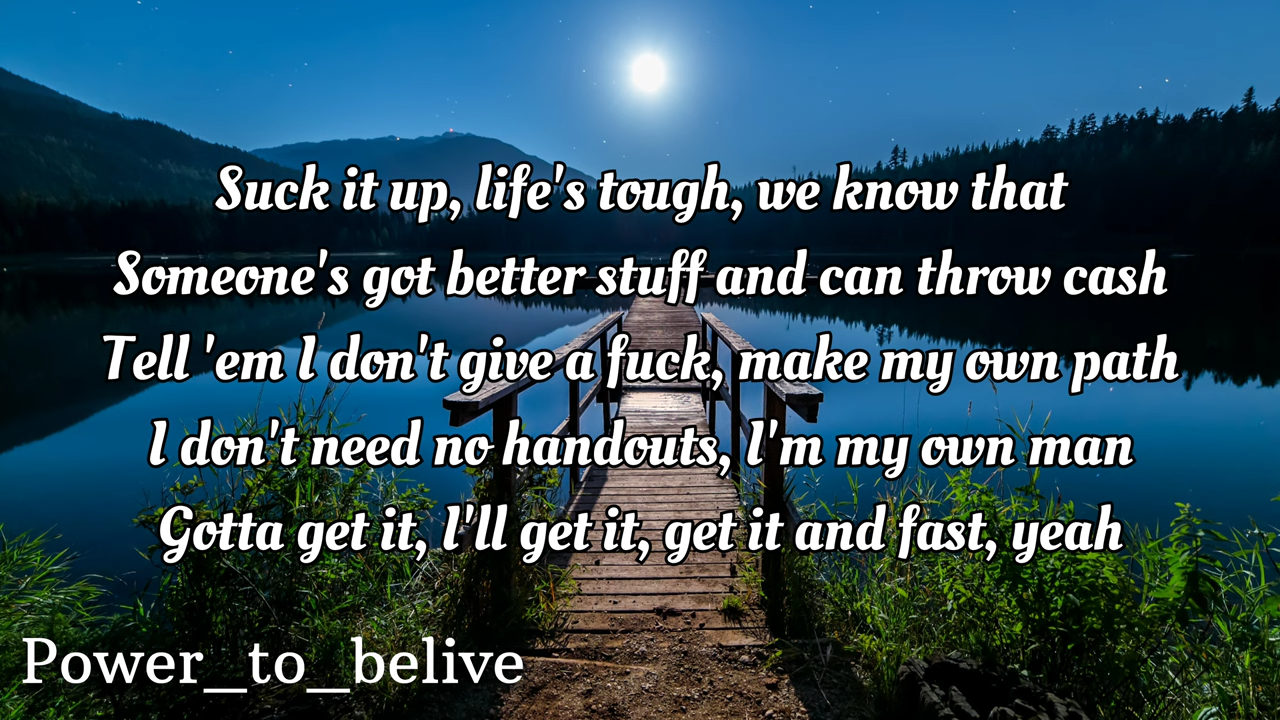 Suck it up, life's tough, we know that
Someone's got better stuff and can throw cash
Tell 'em I don't give a fuck, make my own path
I don't need no handouts, I'm my own man
Gotta get it, I'll get it, get it and fast, yeah
Power_to_belive